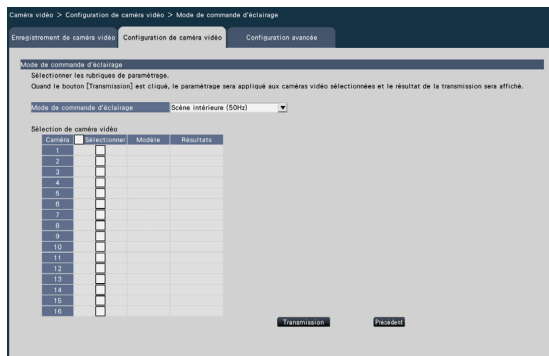 Caméra vidéo > Configuration de caméra vidéo > Mode de commande d'éclairage
Enregistrement de caméra vidéo Configuration de caméra vidéo Configuration avancée
Mode de commande d'éclairage
Sélectionner les rubriques de paramétrage.
Quand le bouton [Transmission] est cliqué, le paramétrage sera appliqué aux caméras vidéo sélectionnées et le résultat de la transmission sera affiché.
Mode de commande d'éclairage Scène intérieure (50Hz)
Sélection de caméra vidéo
Caméra Sélectionner Modèle Résultats
1
2
3
4
5
6
7
8
9
10
11
12
13
14
15
16
Transmission Précédent